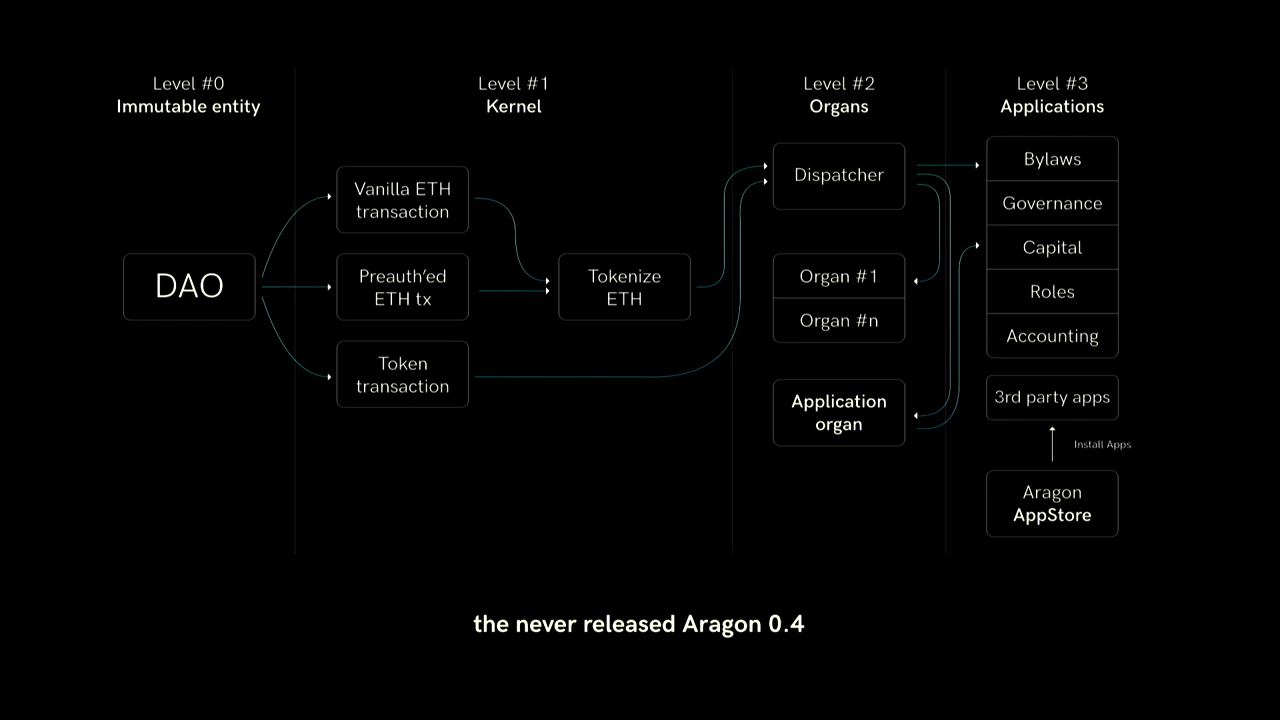 Level #0
Immutable entity
Level #1
Kernel
Level #2
Organs
Level #3
Applications
DAO
Vanilla ETH
transaction
Preauth'ed
ETH tx
Token
transaction
Tokenize
ETH
Dispatcher
Organ #1
Organ #n
Application
organ
Bylaws
Governance
Capital
Roles
Accounting
3rd party apps
Install Apps
Aragon
AppStore
the never released Aragon 0.4